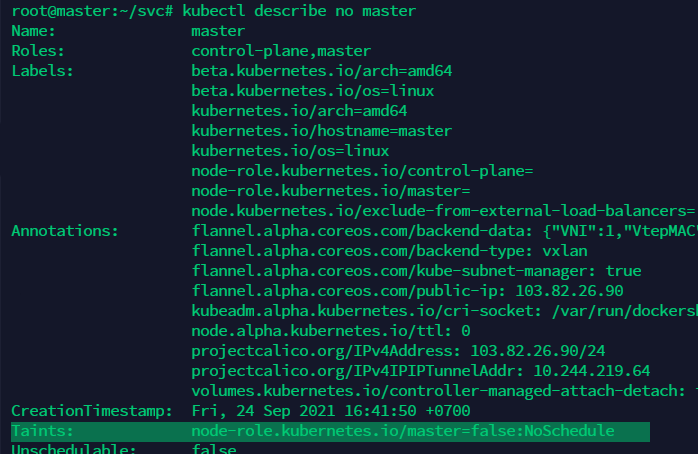 root@master:~/svc# kubectl describe no master
Name:               master
Roles:              control-plane,master
Labels:             beta.kubernetes.io/arch=amd64
                    beta.kubernetes.io/os=linux
                    kubernetes.io/arch=amd64
                    kubernetes.io/hostname=master
                    kubernetes.io/os=linux
                    node-role.kubernetes.io/control-plane=
                    node-role.kubernetes.io/master=
                    node.kubernetes.io/exclude-from-external-load-balancers=
Annotations:        flannel.alpha.coreos.com/backend-data: {"VNI":1,"VtepMAC"
                    flannel.alpha.coreos.com/backend-type: vxlan
                    flannel.alpha.coreos.com/kube-subnet-manager: true
                    flannel.alpha.coreos.com/public-ip: 103.82.26.90
                    kubeadm.alpha.kubernetes.io/cri-socket: /var/run/dockersh
                    node.alpha.kubernetes.io/ttl: 0
                    projectcalico.org/IPv4Address: 103.82.26.90/24
                    projectcalico.org/IPv4IPIPTunnelAddr: 10.244.219.64
                    volumes.kubernetes.io/controller-managed-attach-detach:
CreationTimestamp:  Fri, 24 Sep 2021 16:41:50 +0700
Taints:             node-role.kubernetes.io/master=false:NoSchedule
Unschedulable:      false